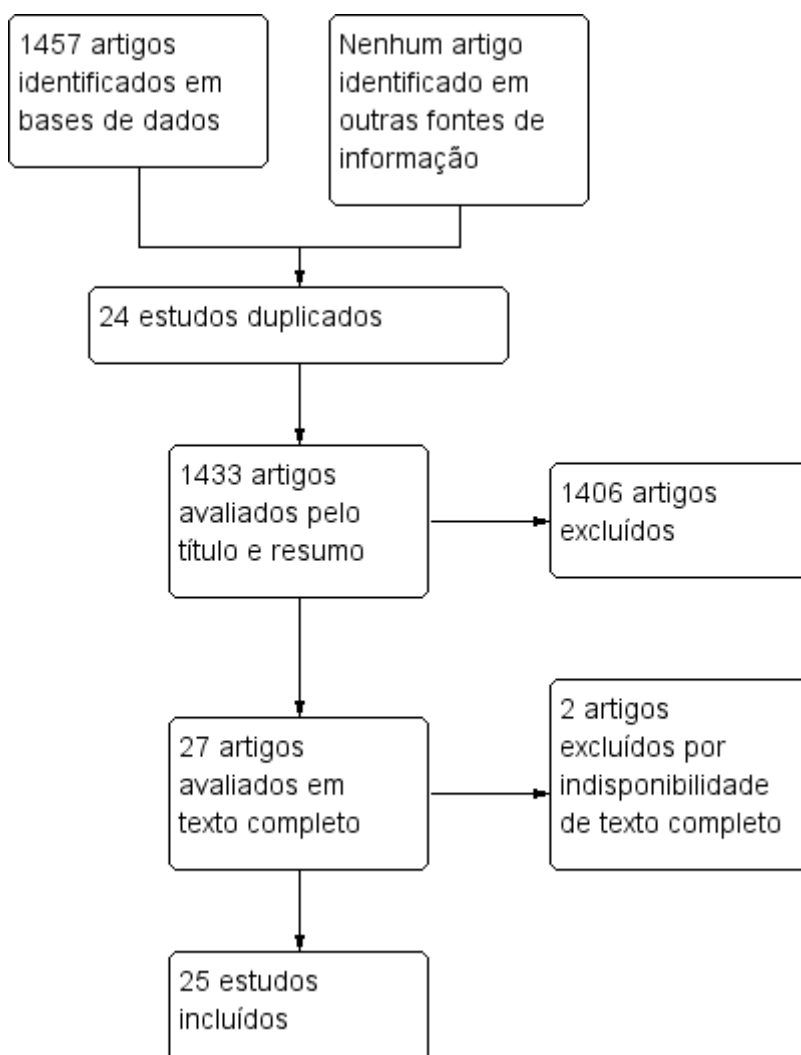 1457 artigos
identificados em
bases de dados
Nenhum artigo
identificado em
outras fontes de
informação
24 estudos duplicados
1433 artigos
avaliados pelo
título e resumo
1406 artigos
excluídos
27 artigos
avaliados em
texto completo
2 artigos
excluídos por
indisponibilidade
de texto completo
25 estudos
incluídos